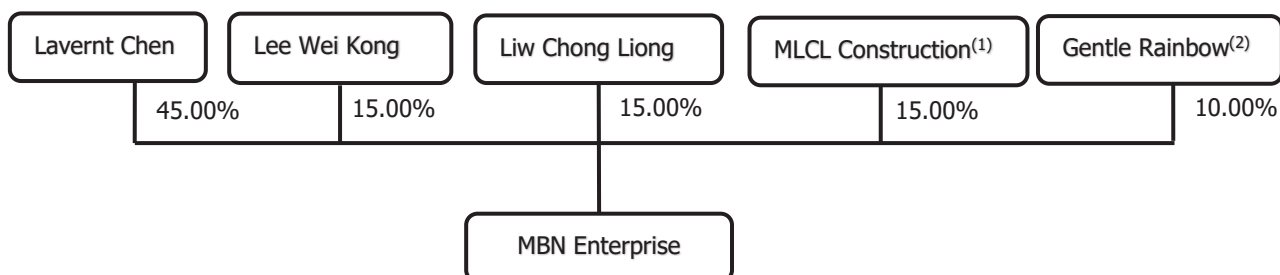 Lavernt Chen
Lee Wei Kong
Liw Chong Liong
MLCL Construction(1)
Gentle Rainbow(2)
45.00%
15.00%
15.00%
15.00%
10.00%
MBN Enterprise